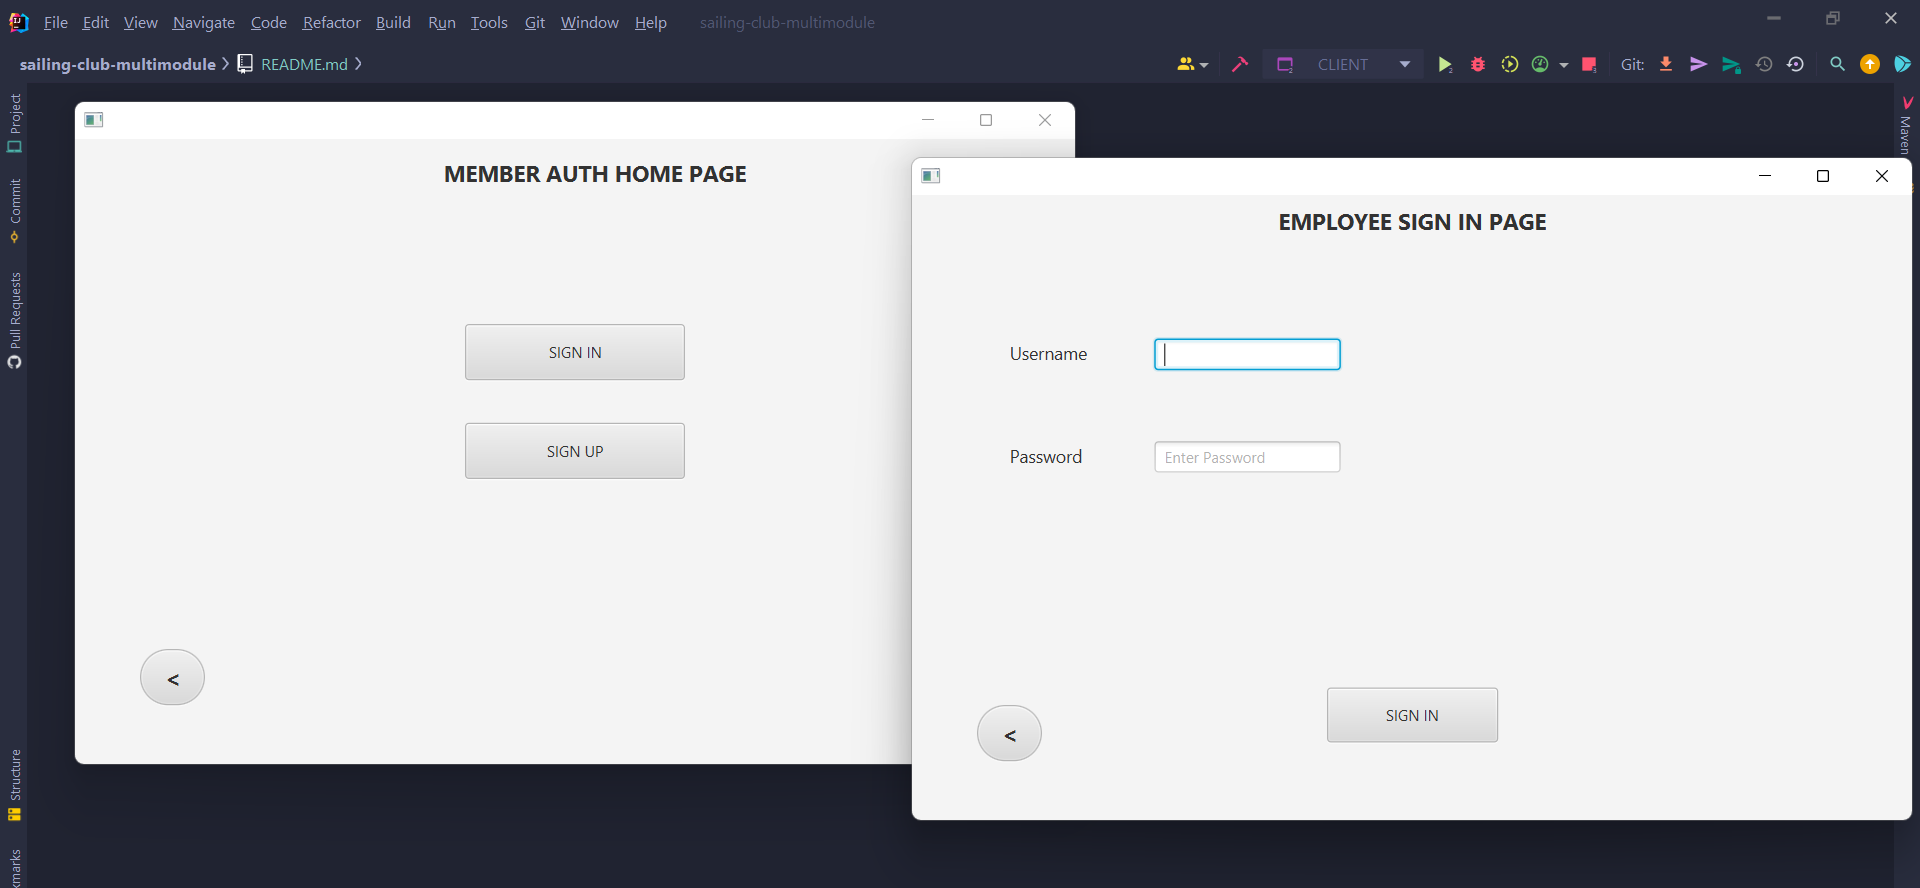 File Edit View Navigate Code Refactor Build Run Tools Git Window Help sailing-club-multimodule
sailing-club-multimodule README.md
CLIENT
Git:
Project
Commit
Pull Requests
Structure
kmarks
Maven
MEMBER AUTH HOME PAGE
SIGN IN
SIGN UP
<
EMPLOYEE SIGN IN PAGE
Username
Password Enter Password
SIGN IN
<